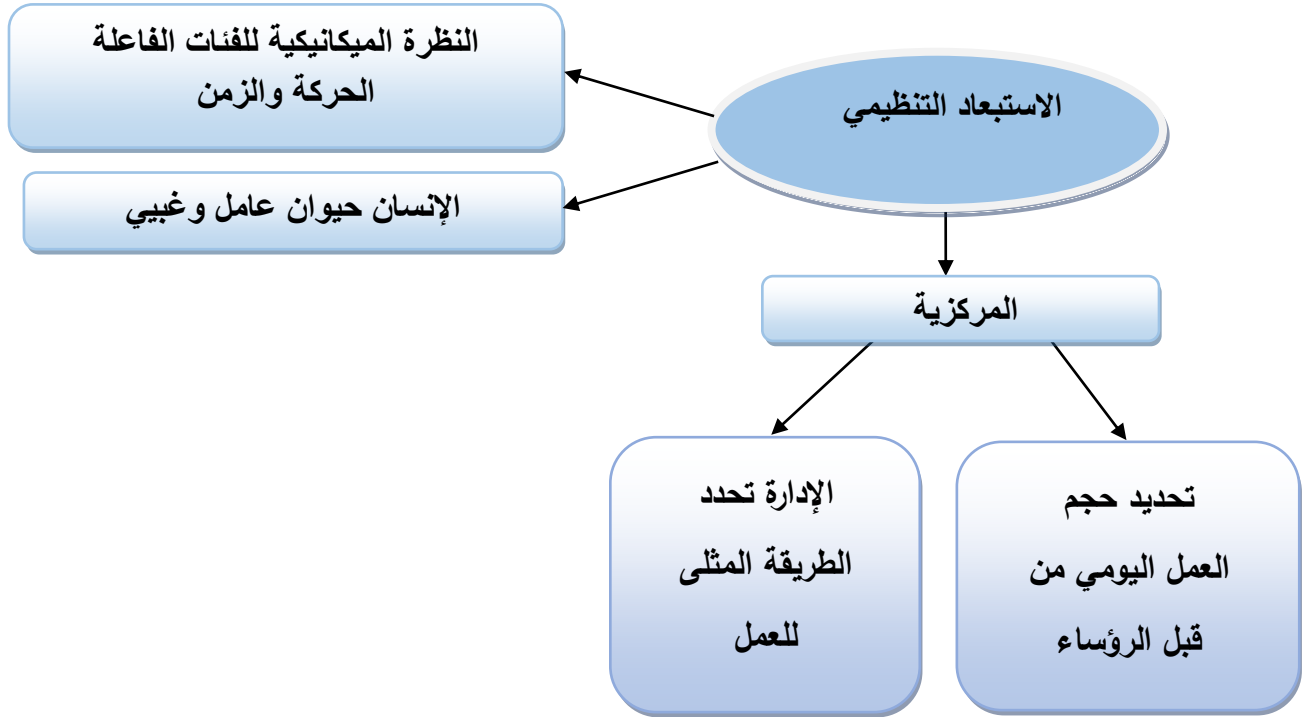 الاستبعاد التنظيمي
النظرة الميكانيكية للفئات الفاعلة
الحركة والزمن
الإنسان حيوان عامل وغبيي
المركزية
تحديد حجم
العمل اليومي من
قبل الرؤساء
الإدارة تحدد
الطريقة المثلى
للعمل